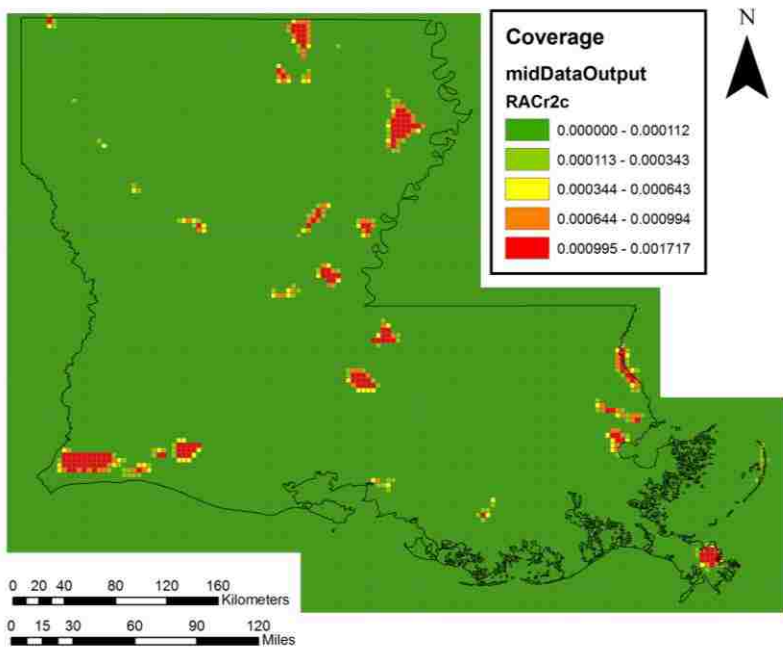 N
Coverage
midDataOutput
RACr2c
0.000000 - 0.000112
0.000113 - 0.000343
0.000344 - 0.000643
0.000644 - 0.000994
0.000995 - 0.001717
0 20 40 80 120 160
Kilometers
0 15 30 60 90 120
Miles